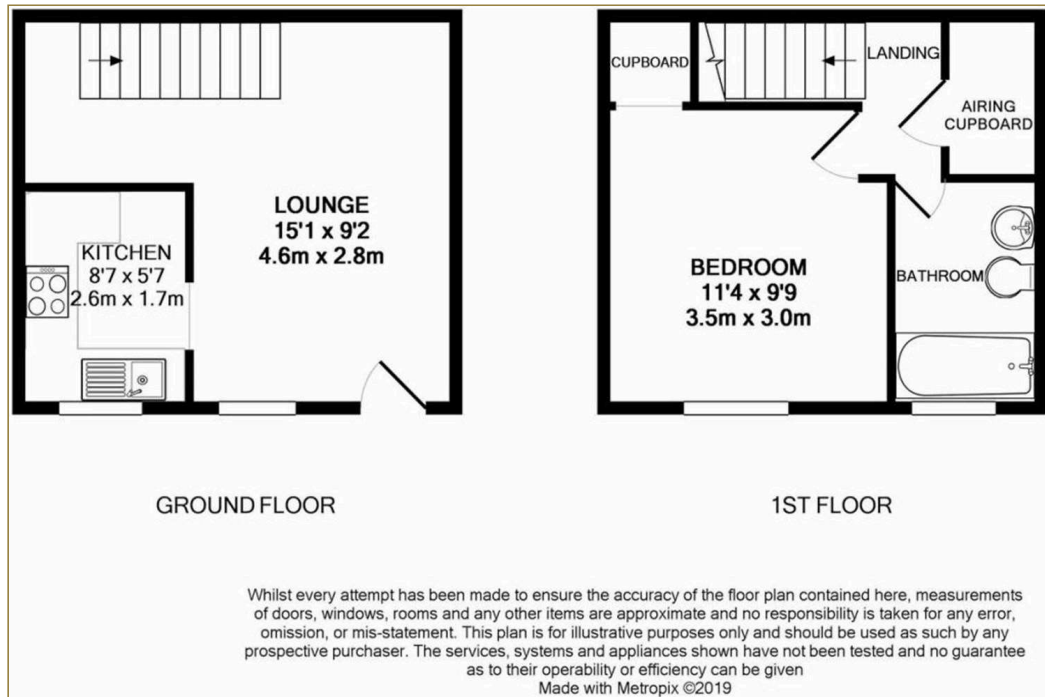 LOUNGE
15'1 x 9'2
4.6m x 2.8m
KITCHEN
8'7 x 5'7
2.6m x 1.7m
GROUND FLOOR
CUPBOARD
LANDING
AIRING
CUPBOARD
BEDROOM
11'4 x 9'9
3.5m x 3.0m
BATHROOM
1ST FLOOR
Whilst every attempt has been made to ensure the accuracy of the floor plan contained here, measurements
of doors, windows, rooms and any other items are approximate and no responsibility is taken for any error,
omission, or mis-statement. This plan is for illustrative purposes only and should be used as such by any
prospective purchaser. The services, systems and appliances shown have not been tested and no guarantee
as to their operability or efficiency can be given
Made with Metropix ©2019